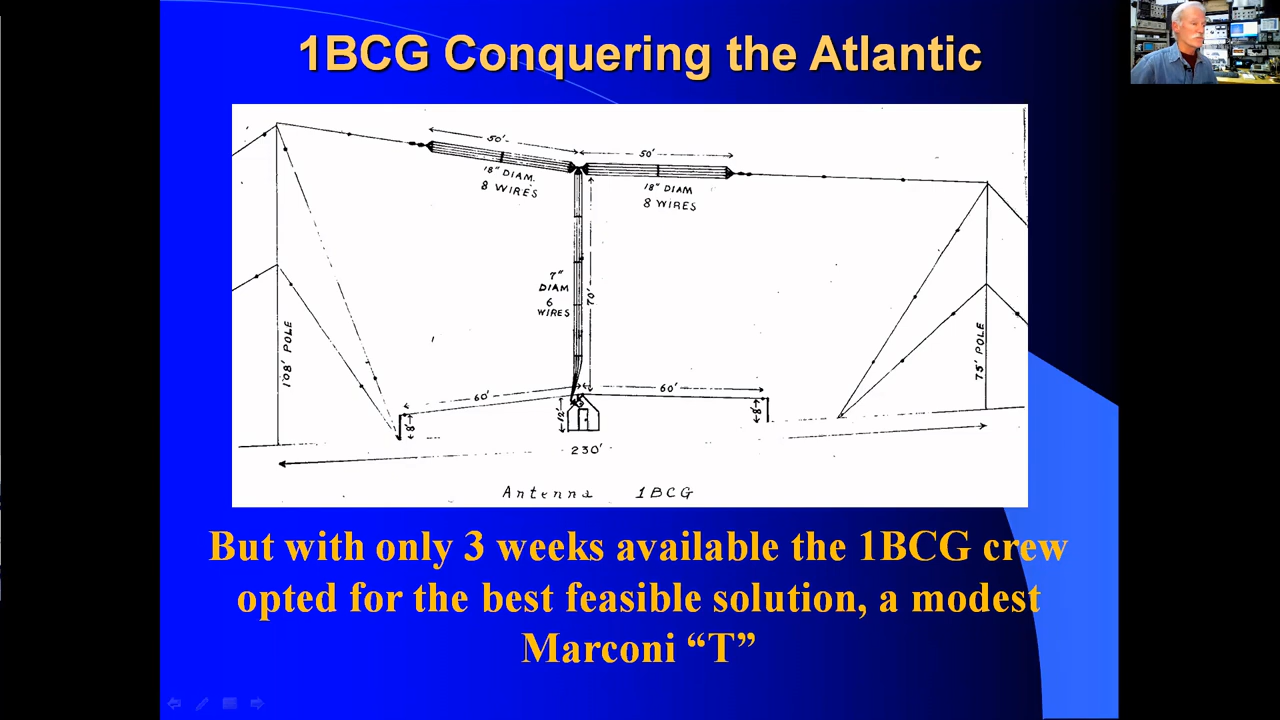 1BCG Conquering the Atlantic
50'
50'
18" DIAM.
8 WIRES
18" DIAM
8 WIRES
7"
DIAM
6
WIRES
70'
108' POLE
75' POLE
60'
60'
8'
12'
8'
230'
Antenna 1BCG
But with only 3 weeks available the 1BCG crew
opted for the best feasible solution, a modest
Marconi “T”